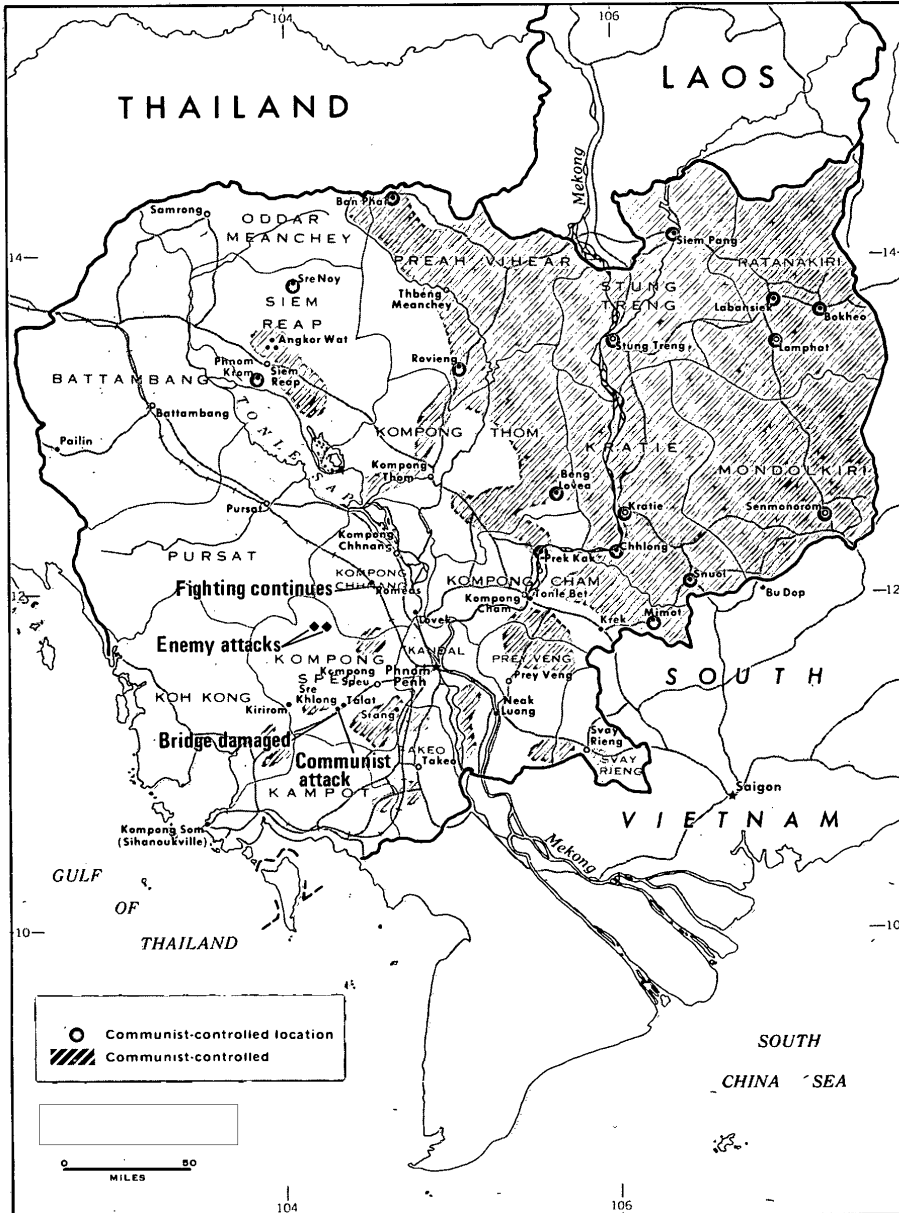 104
106
THAILAND
LAOS
Mekong
Ban Phat
Samrong
ODDAR
MEANCHEY
Siem Pang
14
14
PREAH VIHEAR
RATANAKIRI
Sre Noy
SIEM
REAP
Thbeng
Meanchey
STUNG
TRENG
Labansiek
Bokheo
Angkor Wat
Stung Treng
Lomphat
Phnom
Krom
Siem
Reap
Rovieng
BATTAMBANG
Battambang
TONLE SAP
Pailin
KOMPONG THOM
KRATIE
Kompong
Thom
MONDOLKIRI
Beng
Lovea
Pursat
Kratie
Senmonorom
Kompong
Chhnang
PURSAT
Prek Kak
Chhlong
KOMPONG
CHHNANG
KOMPONG CHAM
Snuol
12
12
Fighting continues
Romeas
Kompong
Cham
Tonle Bet
Bu Dop
Lovek
Krek
Mimot
Enemy attacks
KANDAL
KOMPONG
SPEU
PREY VENG
SOUTH
Kompong
Speu
Phnom
Penh
Prey Veng
KOH KONG
Sre
Khlong
Kirirom
Talat
Stang
Neak
Luong
Bridge damaged
Svay
Rieng
SVAY
RIENG
TAKEO
Takeo
Communist
attack
KAMPOT
Saigon
VIETNAM
Kompong Som
(Sihanoukville)
Mekong
GULF
OF
THAILAND
10
10
Communist-controlled location
Communist-controlled
SOUTH
CHINA SEA
0 50
MILES
104
106